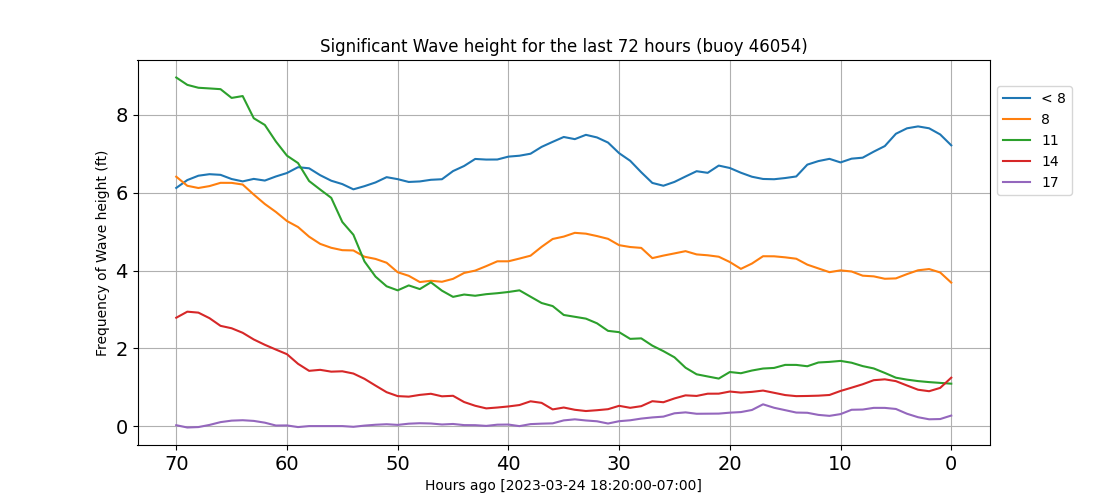 Significant Wave height for the last 72 hours (buoy 46054)
Frequency of Wave height (ft)
8
6
4
2
0
70 60 50 40 30 20 10 0
Hours ago [2023-03-24 18:20:00-07:00]
< 8
8
11
14
17